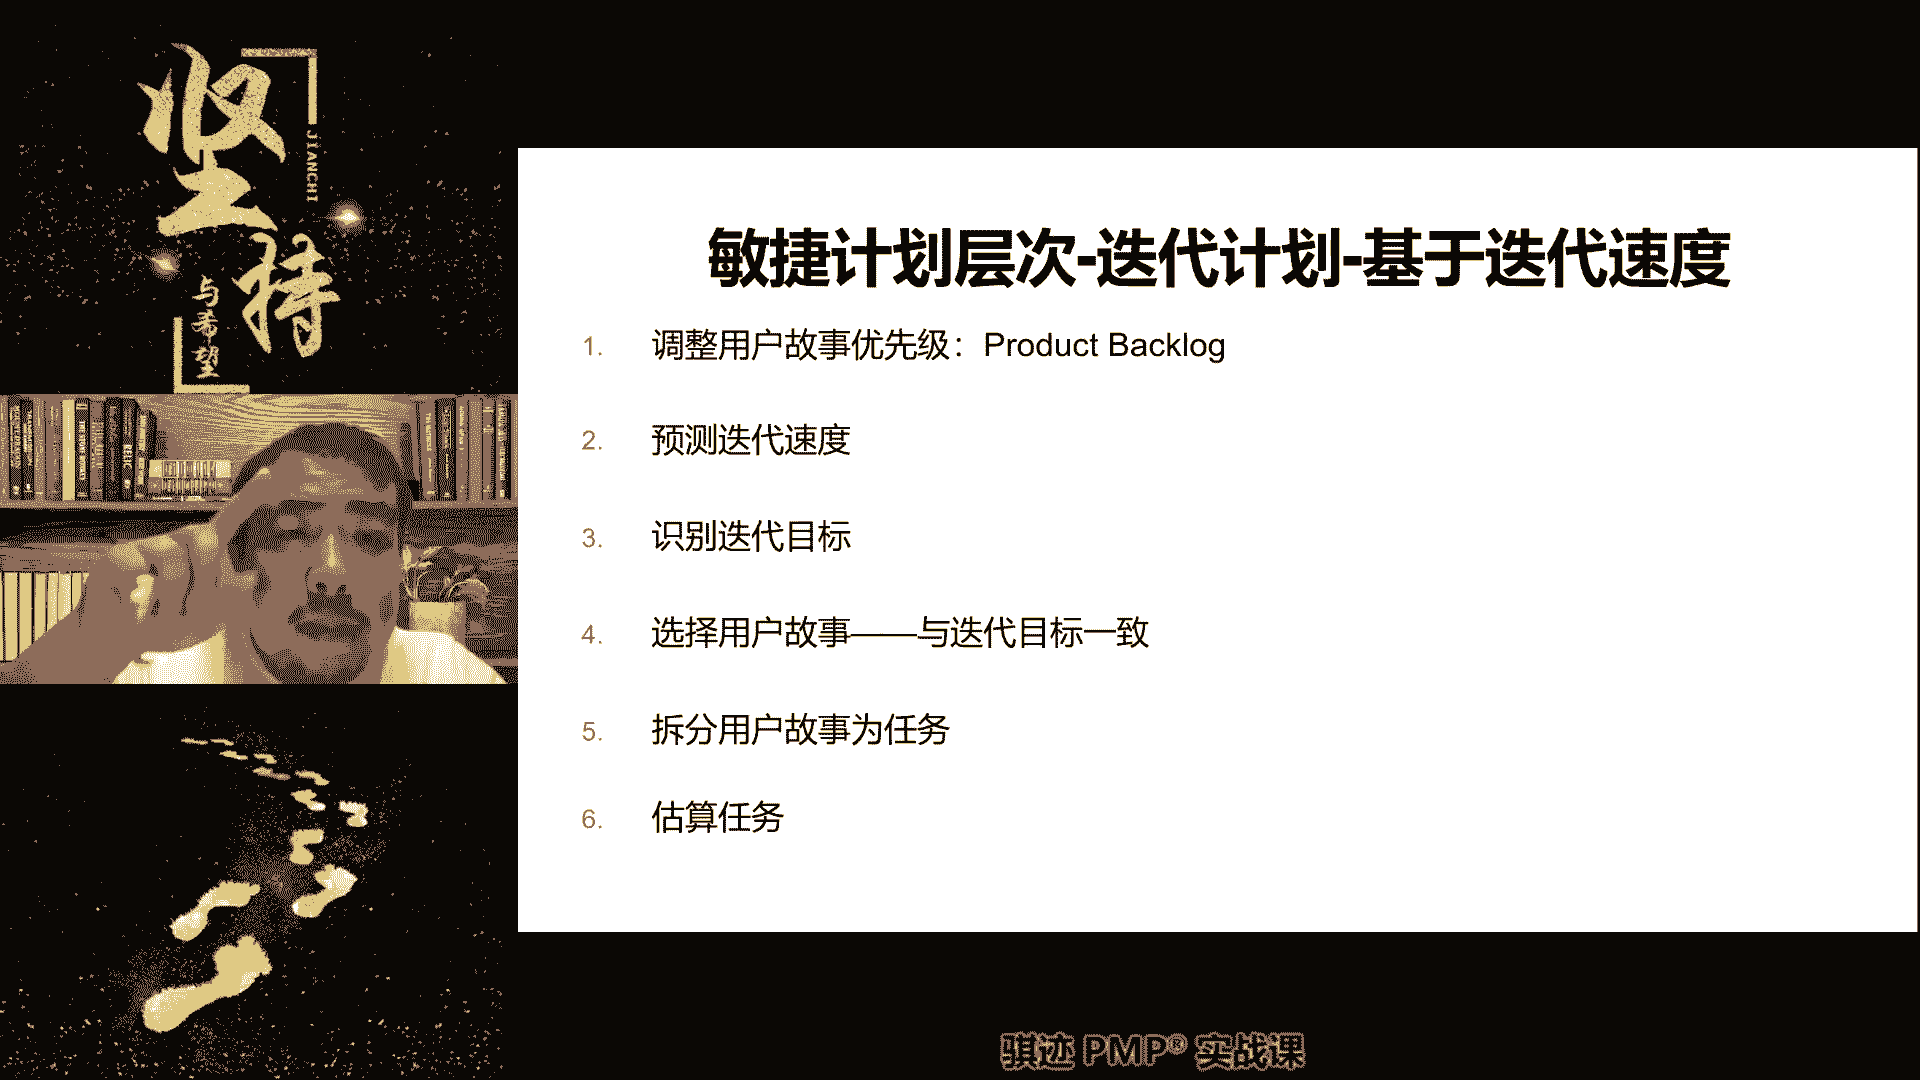 坚持
JIANCHI
与希望
敏捷计划层次-迭代计划-基于迭代速度
1. 调整用户故事优先级：Product Backlog
2. 预测迭代速度
3. 识别迭代目标
4. 选择用户故事——与迭代目标一致
5. 拆分用户故事为任务
6. 估算任务
骐迹 PMP® 实战课